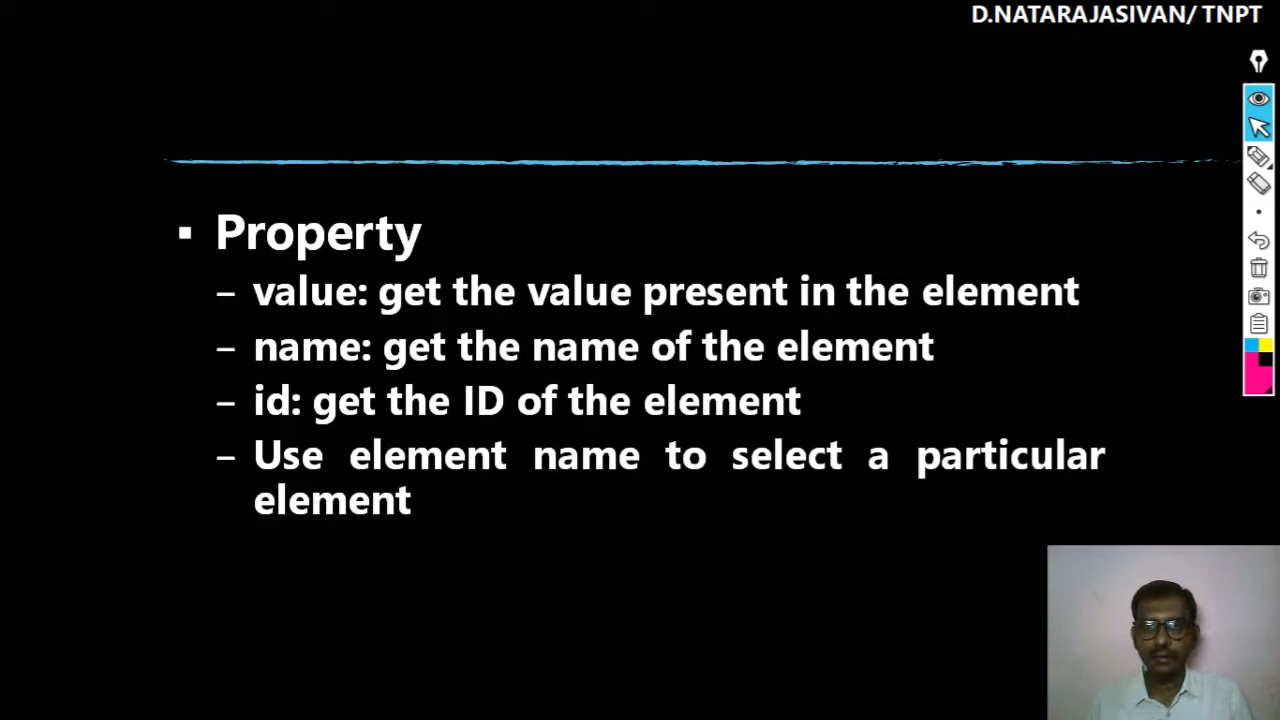 D.NATARAJASIVAN/ TNPT
▪ Property
– value: get the value present in the element
– name: get the name of the element
– id: get the ID of the element
– Use element name to select a particular
element